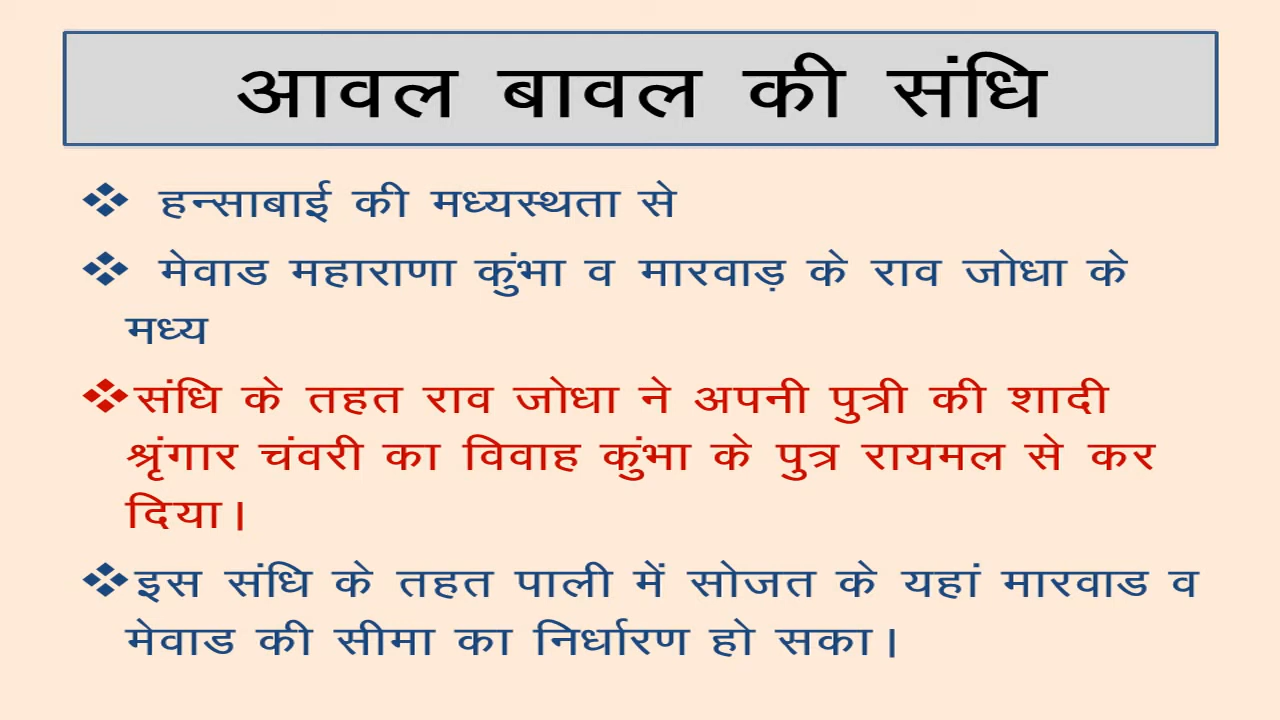 आवल बावल की संधि
❖ हन्साबाई की मध्यस्थता से
❖ मेवाड महाराणा कुंभा व मारवाड़ के राव जोधा के
मध्य
❖संधि के तहत राव जोधा ने अपनी पुत्री की शादी
श्रृंगार चंवरी का विवाह कुंभा के पुत्र रायमल से कर
दिया।
❖इस संधि के तहत पाली में सोजत के यहां मारवाड व
मेवाड की सीमा का निर्धारण हो सका।